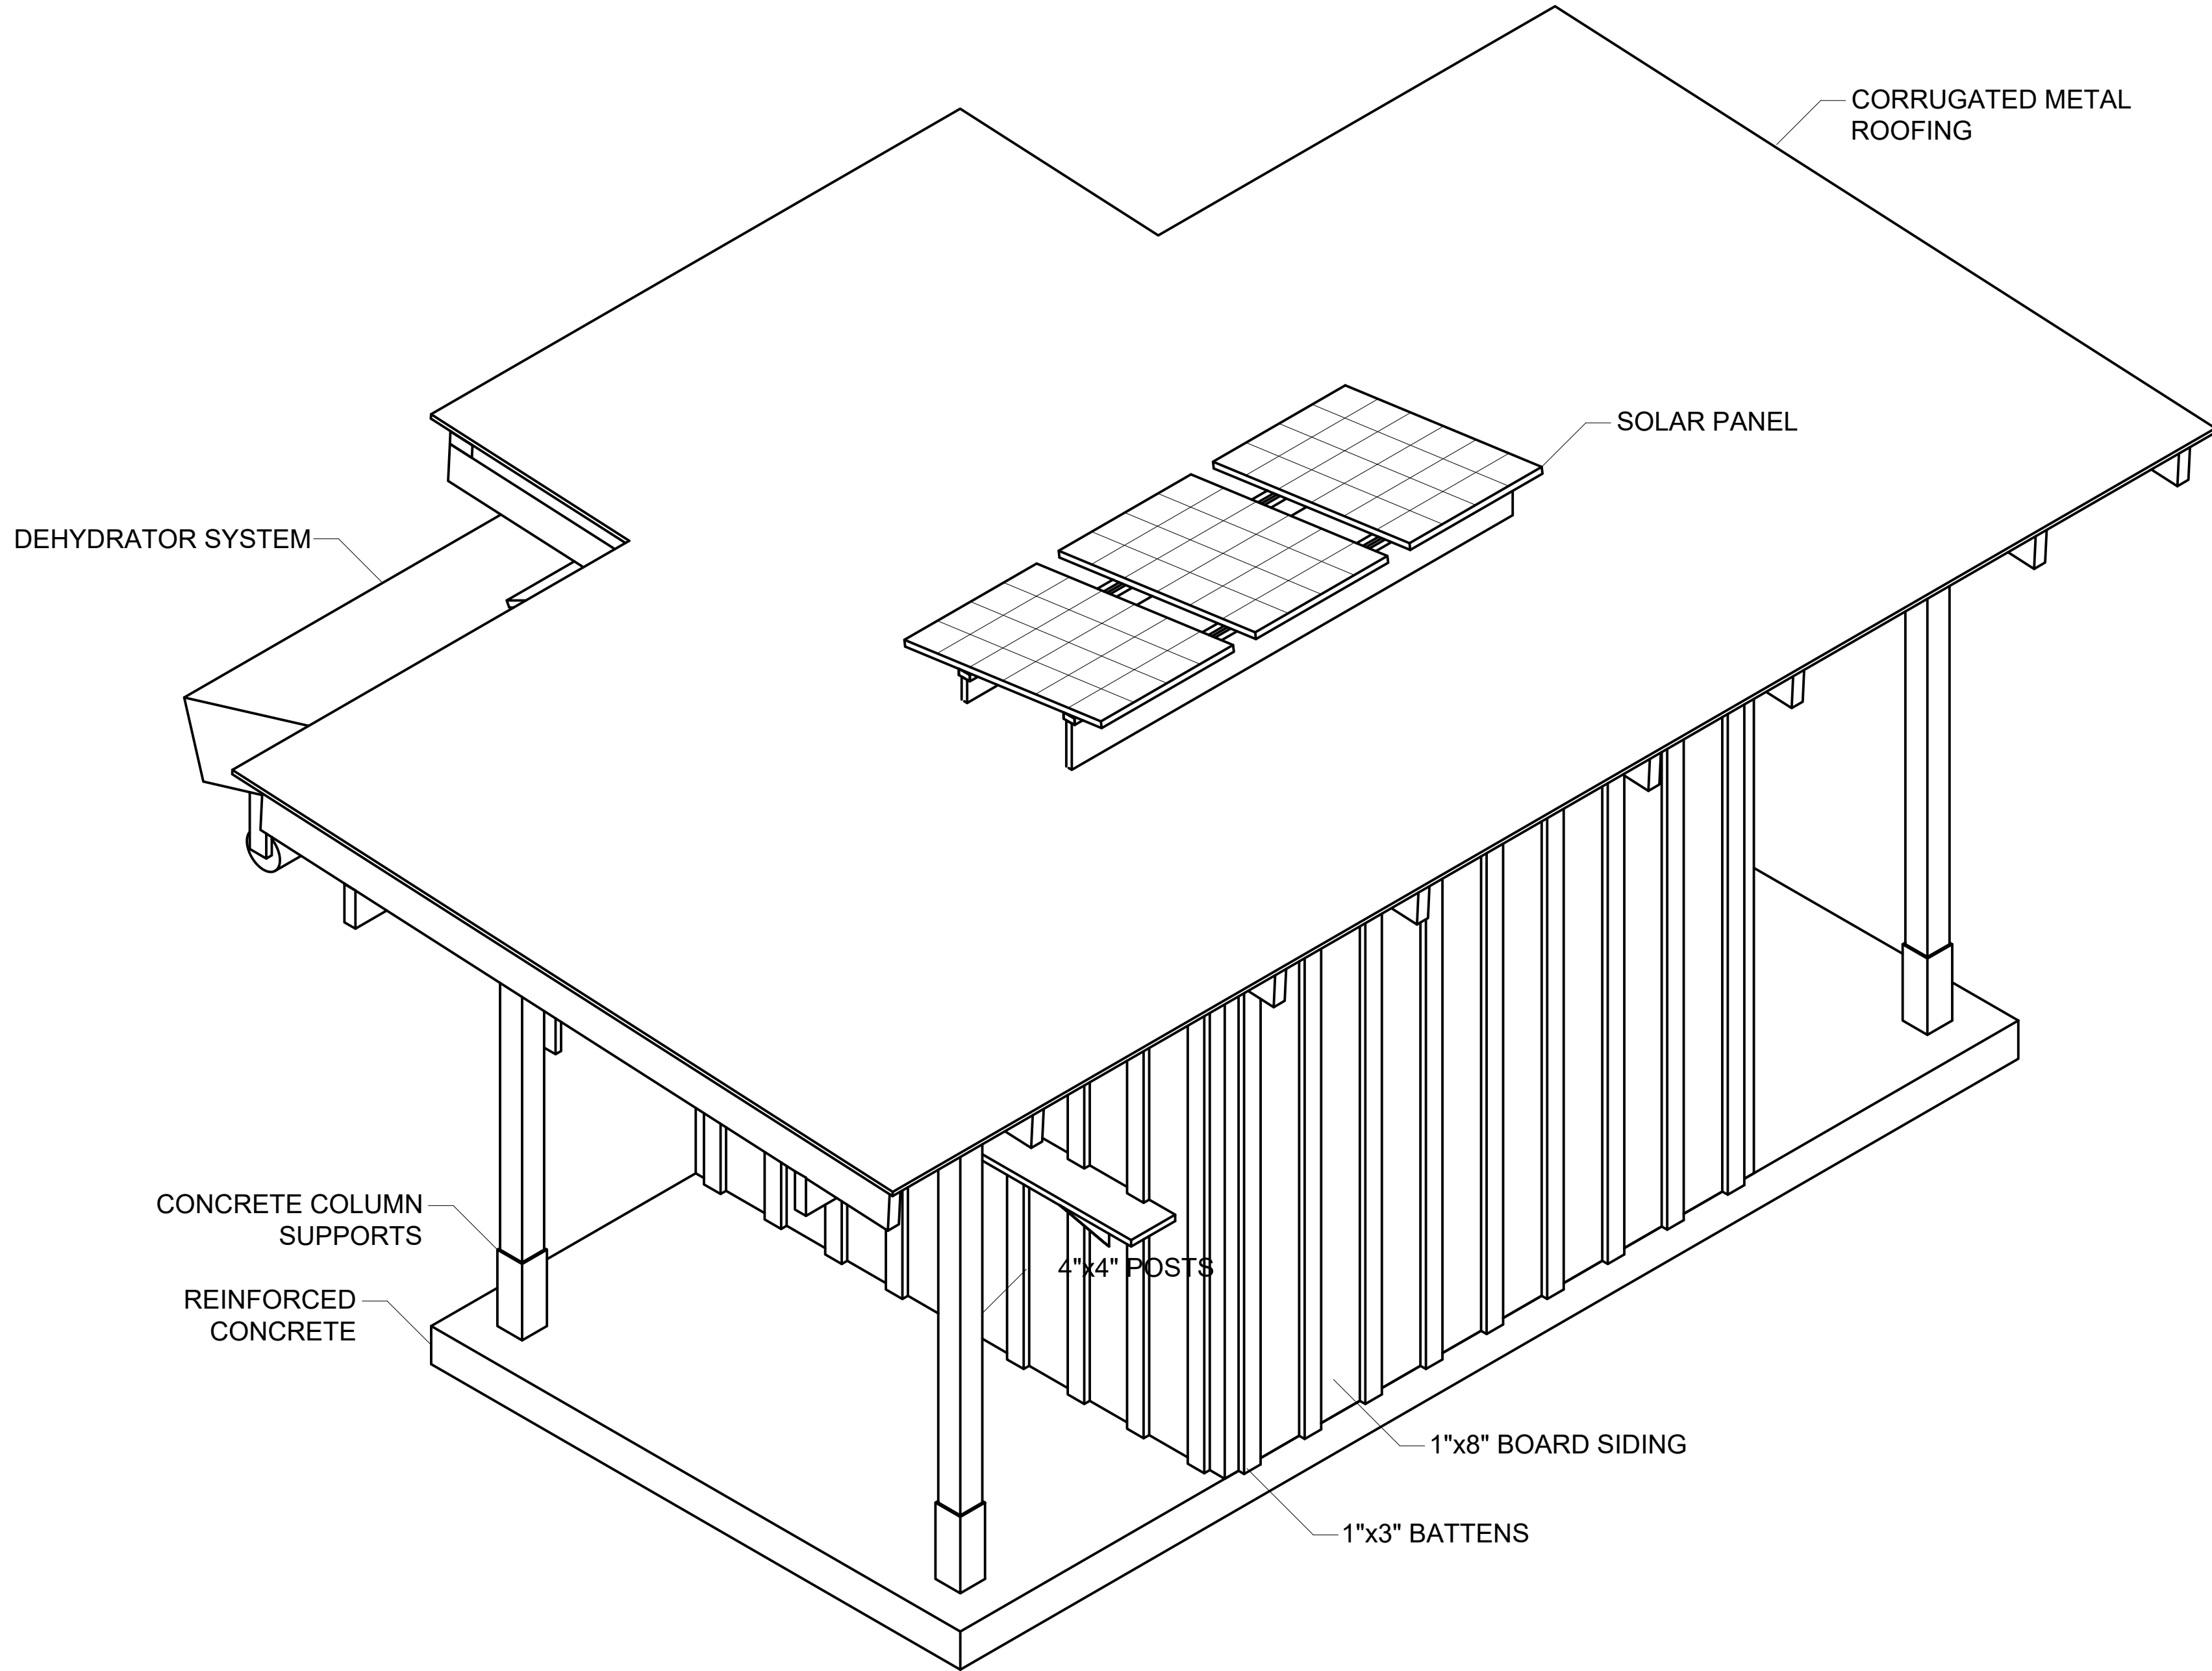 CORRUGATED METAL
ROOFING
SOLAR PANEL
DEHYDRATOR SYSTEM
CONCRETE COLUMN
SUPPORTS
4"x4" POSTS
REINFORCED
CONCRETE
1"x8" BOARD SIDING
1"x3" BATTENS